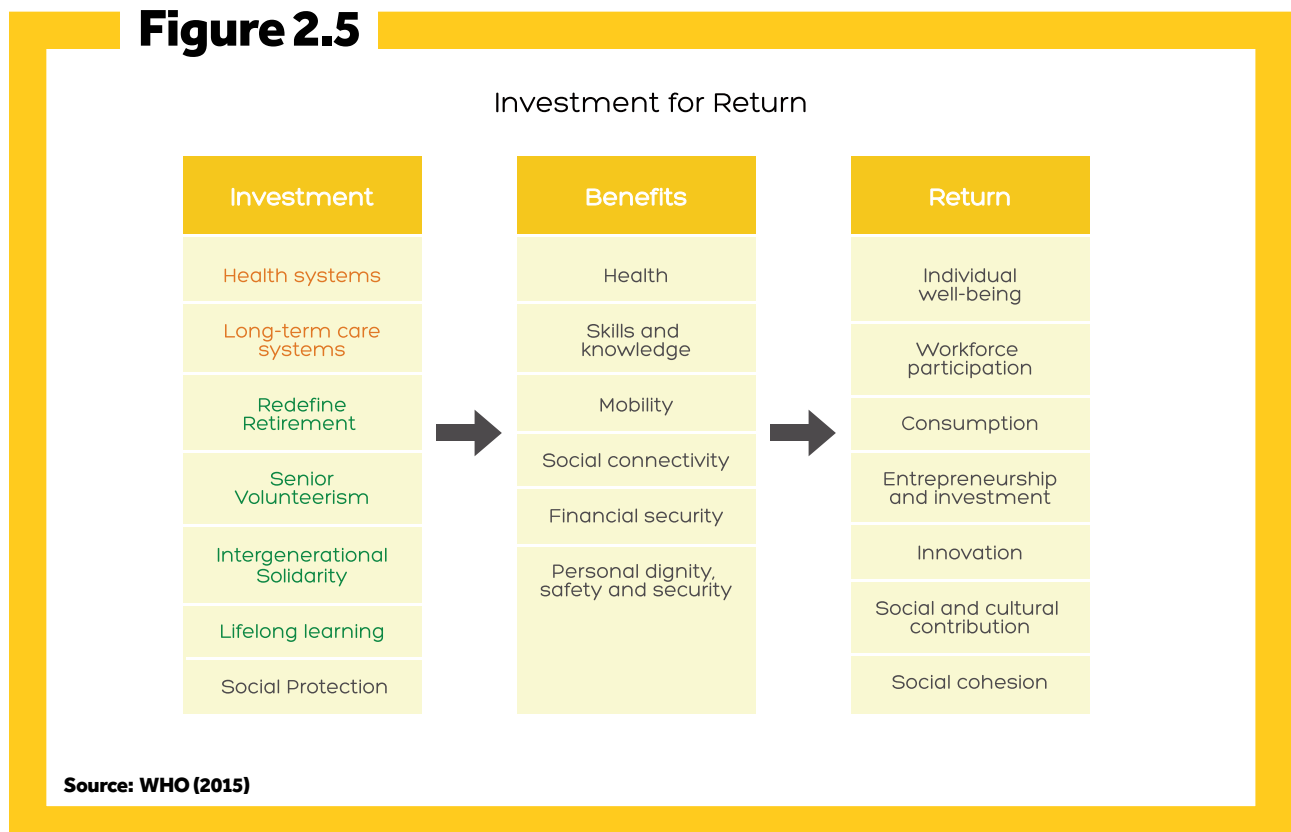 Figure 2.5
Investment for Return
Investment
Health systems
Long-term care
systems
Redefine
Retirement
Senior
Volunteerism
Intergenerational
Solidarity
Lifelong learning
Social Protection
Benefits
Health
Skills and
knowledge
Mobility
Social connectivity
Financial security
Personal dignity,
safety and security
Return
Individual
well-being
Workforce
participation
Consumption
Entrepreneurship
and investment
Innovation
Social and cultural
contribution
Social cohesion
Source: WHO (2015)